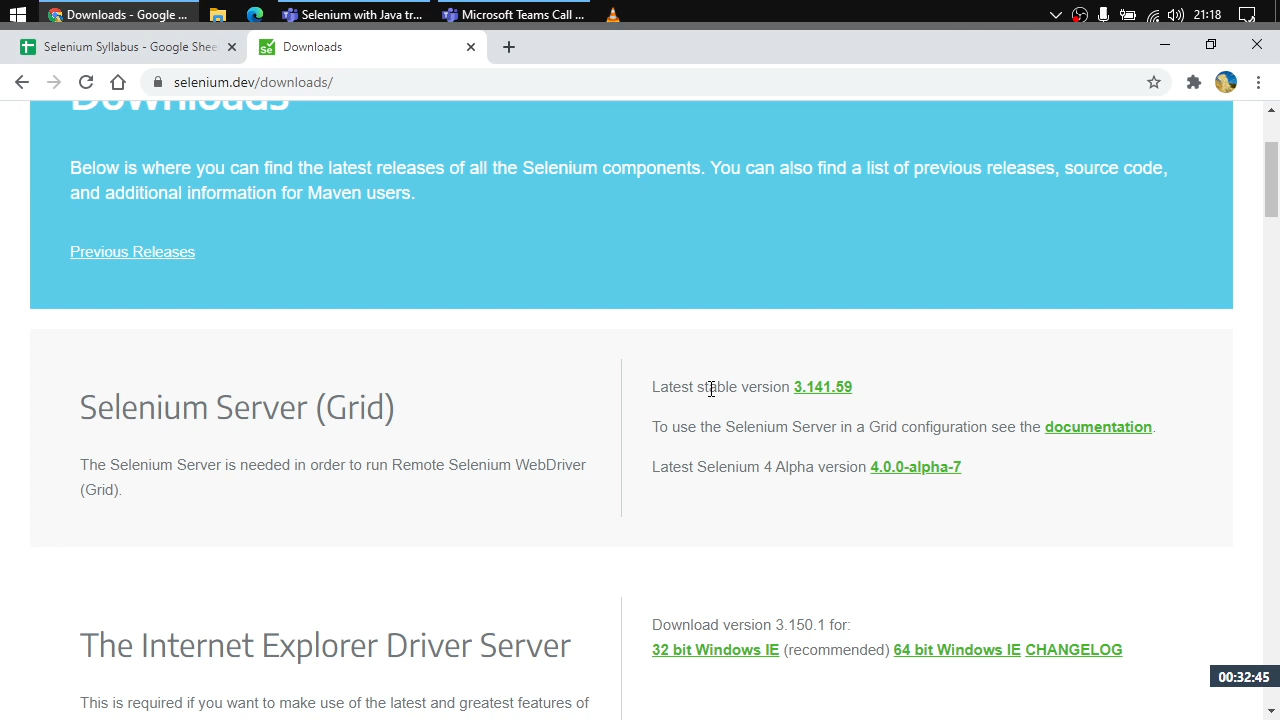 Downloads - Google ...
Selenium with Java tr...
Microsoft Teams Call ...
21:18
Selenium Syllabus - Google Shee
Downloads
selenium.dev/downloads/
Downloads
Below is where you can find the latest releases of all the Selenium components. You can also find a list of previous releases, source code,
and additional information for Maven users.
Previous Releases
Selenium Server (Grid)
The Selenium Server is needed in order to run Remote Selenium WebDriver
(Grid).
Latest stable version 3.141.59
To use the Selenium Server in a Grid configuration see the documentation.
Latest Selenium 4 Alpha version 4.0.0-alpha-7
The Internet Explorer Driver Server
This is required if you want to make use of the latest and greatest features of
Download version 3.150.1 for:
32 bit Windows IE (recommended) 64 bit Windows IE CHANGELOG
00:32:45